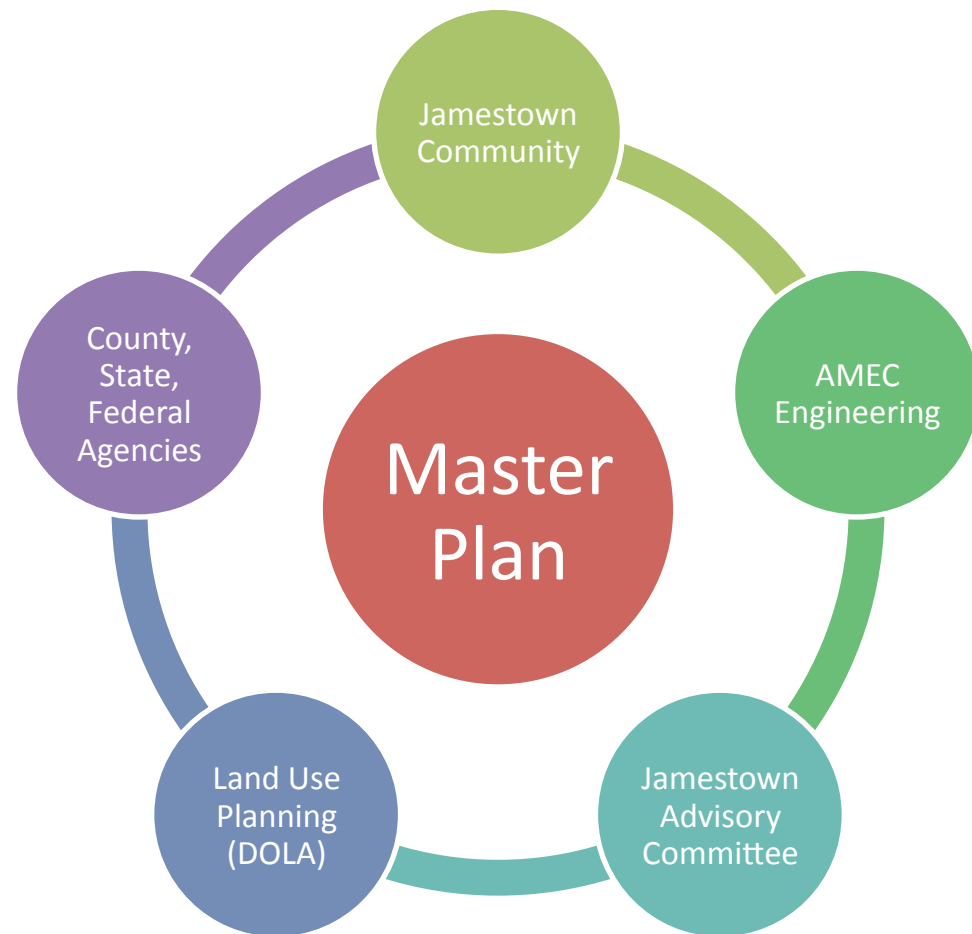 Jamestown
Community
County,
State,
Federal
Agencies
AMEC
Engineering
Master
Plan
Land Use
Planning
(DOLA)
Jamestown
Advisory
Committee